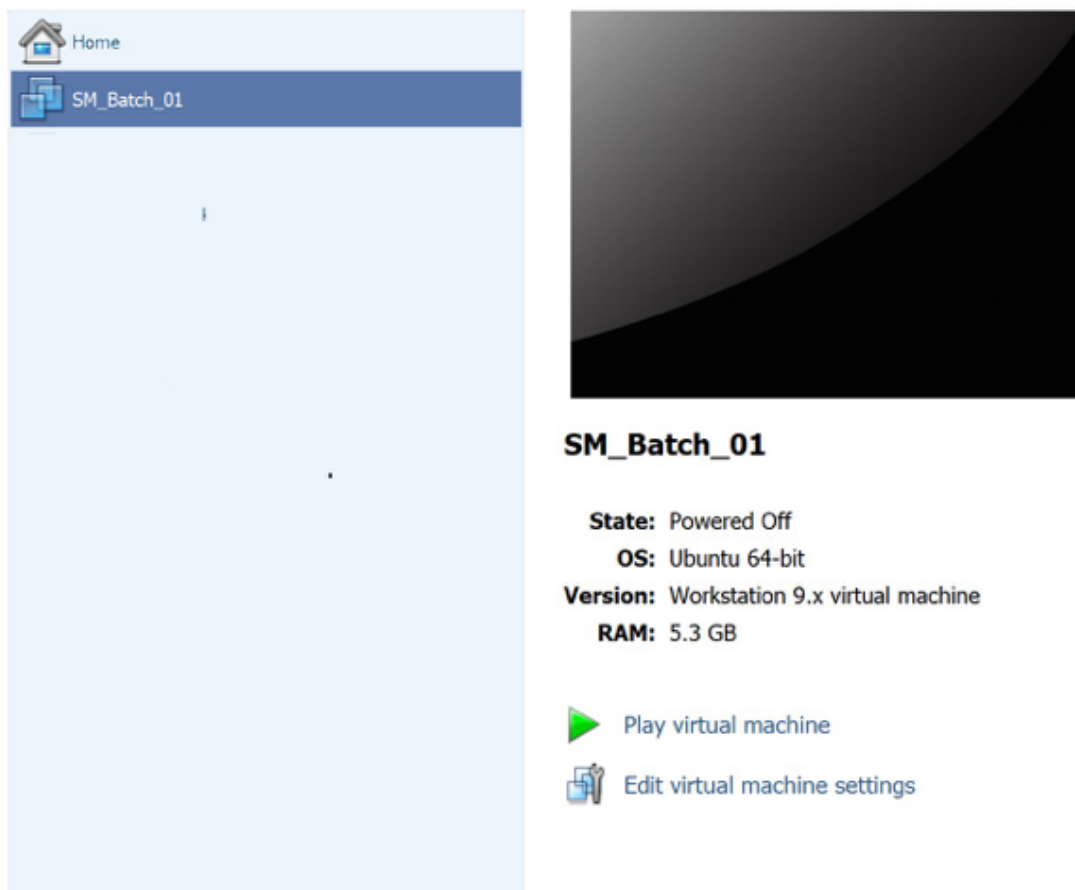 Home
SM_Batch_01
SM_Batch_01
State: Powered Off
OS: Ubuntu 64-bit
Version: Workstation 9.x virtual machine
RAM: 5.3 GB
Play virtual machine
Edit virtual machine settings